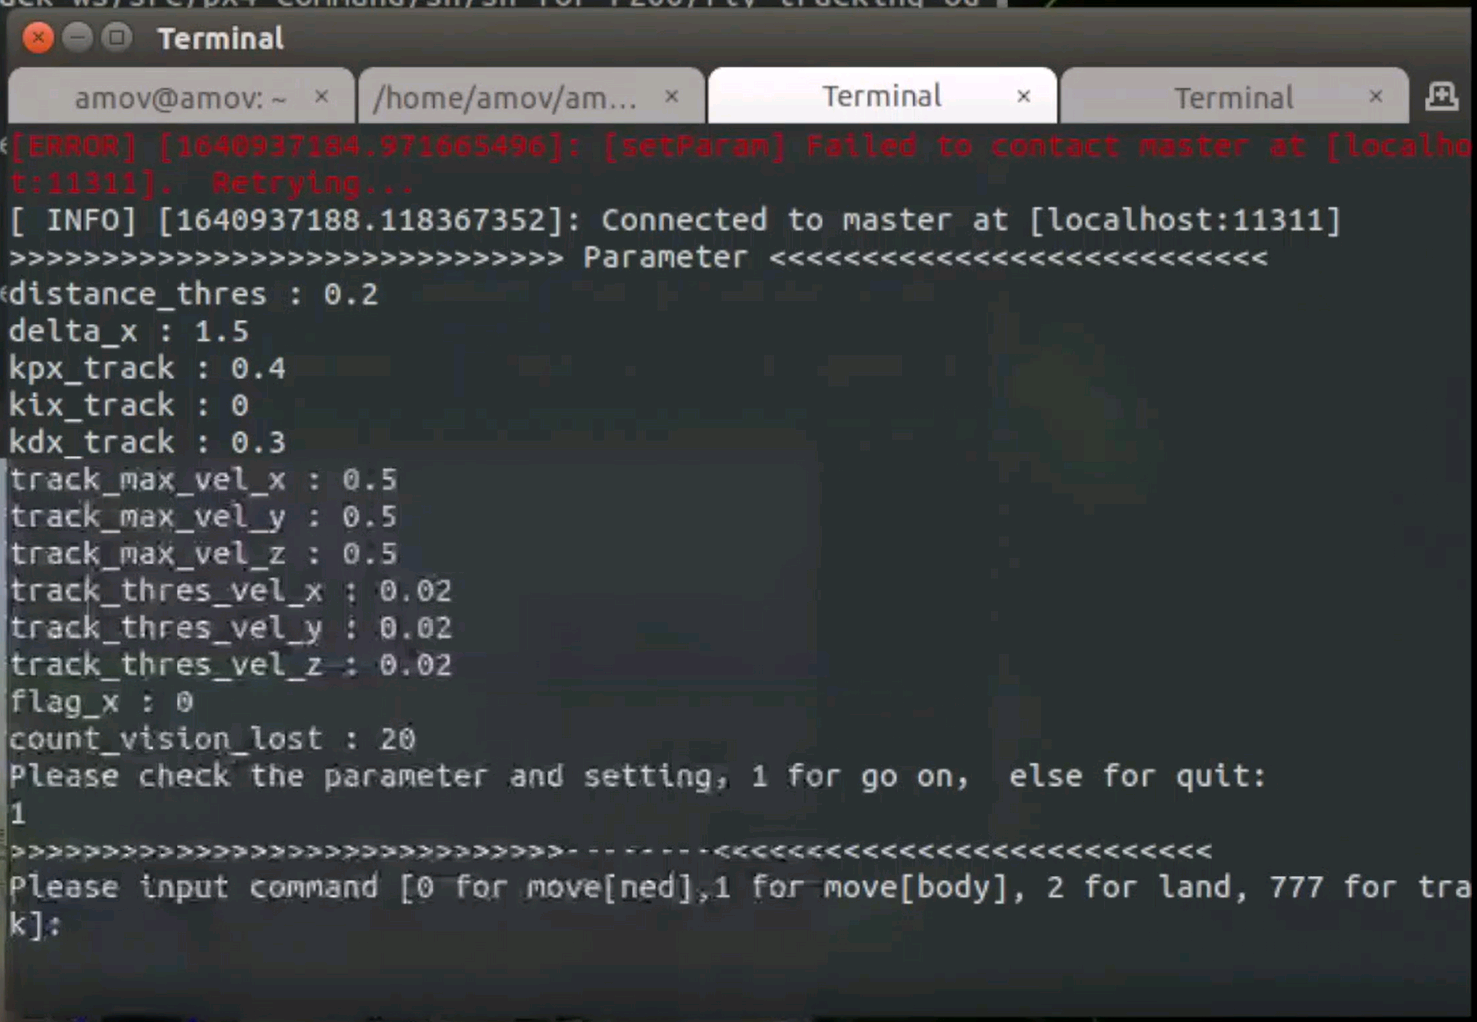 Terminal
amov@amov: ~ × /home/amov/am... × Terminal × Terminal ×
[ERROR] [1640937184.971665496]: [setParam] Failed to contact master at [localho
t:11311]. Retrying...
[ INFO] [1640937188.118367352]: Connected to master at [localhost:11311]
>>>>>>>>>>>>>>>>>>>>>>>>>>>>>> Parameter <<<<<<<<<<<<<<<<<<<<<<<<<<<
distance_thres : 0.2
delta_x : 1.5
kpx_track : 0.4
kix_track : 0
kdx_track : 0.3
track_max_vel_x : 0.5
track_max_vel_y : 0.5
track_max_vel_z : 0.5
track_thres_vel_x : 0.02
track_thres_vel_y : 0.02
track_thres_vel_z : 0.02
flag_x : 0
count_vision_lost : 20
Please check the parameter and setting, 1 for go on,  else for quit:
1
>>>>>>>>>>>>>>>>>>>>>>>>>>>>>>--------<<<<<<<<<<<<<<<<<<<<<<<<<<<
Please input command [0 for move[ned],1 for move[body], 2 for land, 777 for tra
k]: